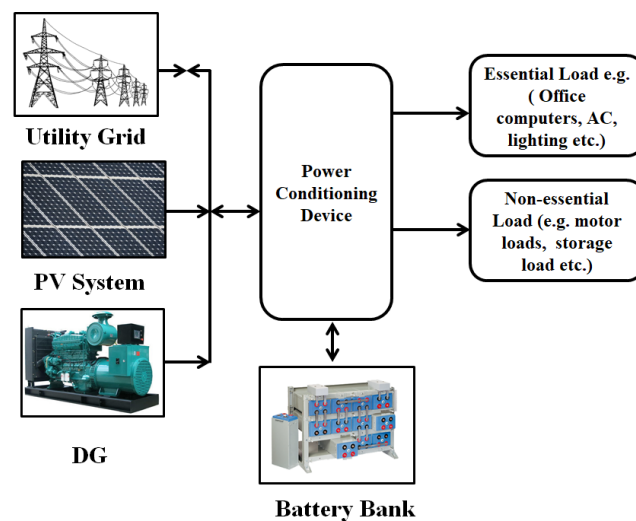 Utility Grid
PV System
DG
Power
Conditioning
Device
Battery Bank
Essential Load e.g.
( Office
computers, AC,
lighting etc.)
Non-essential
Load (e.g. motor
loads, storage
load etc.)